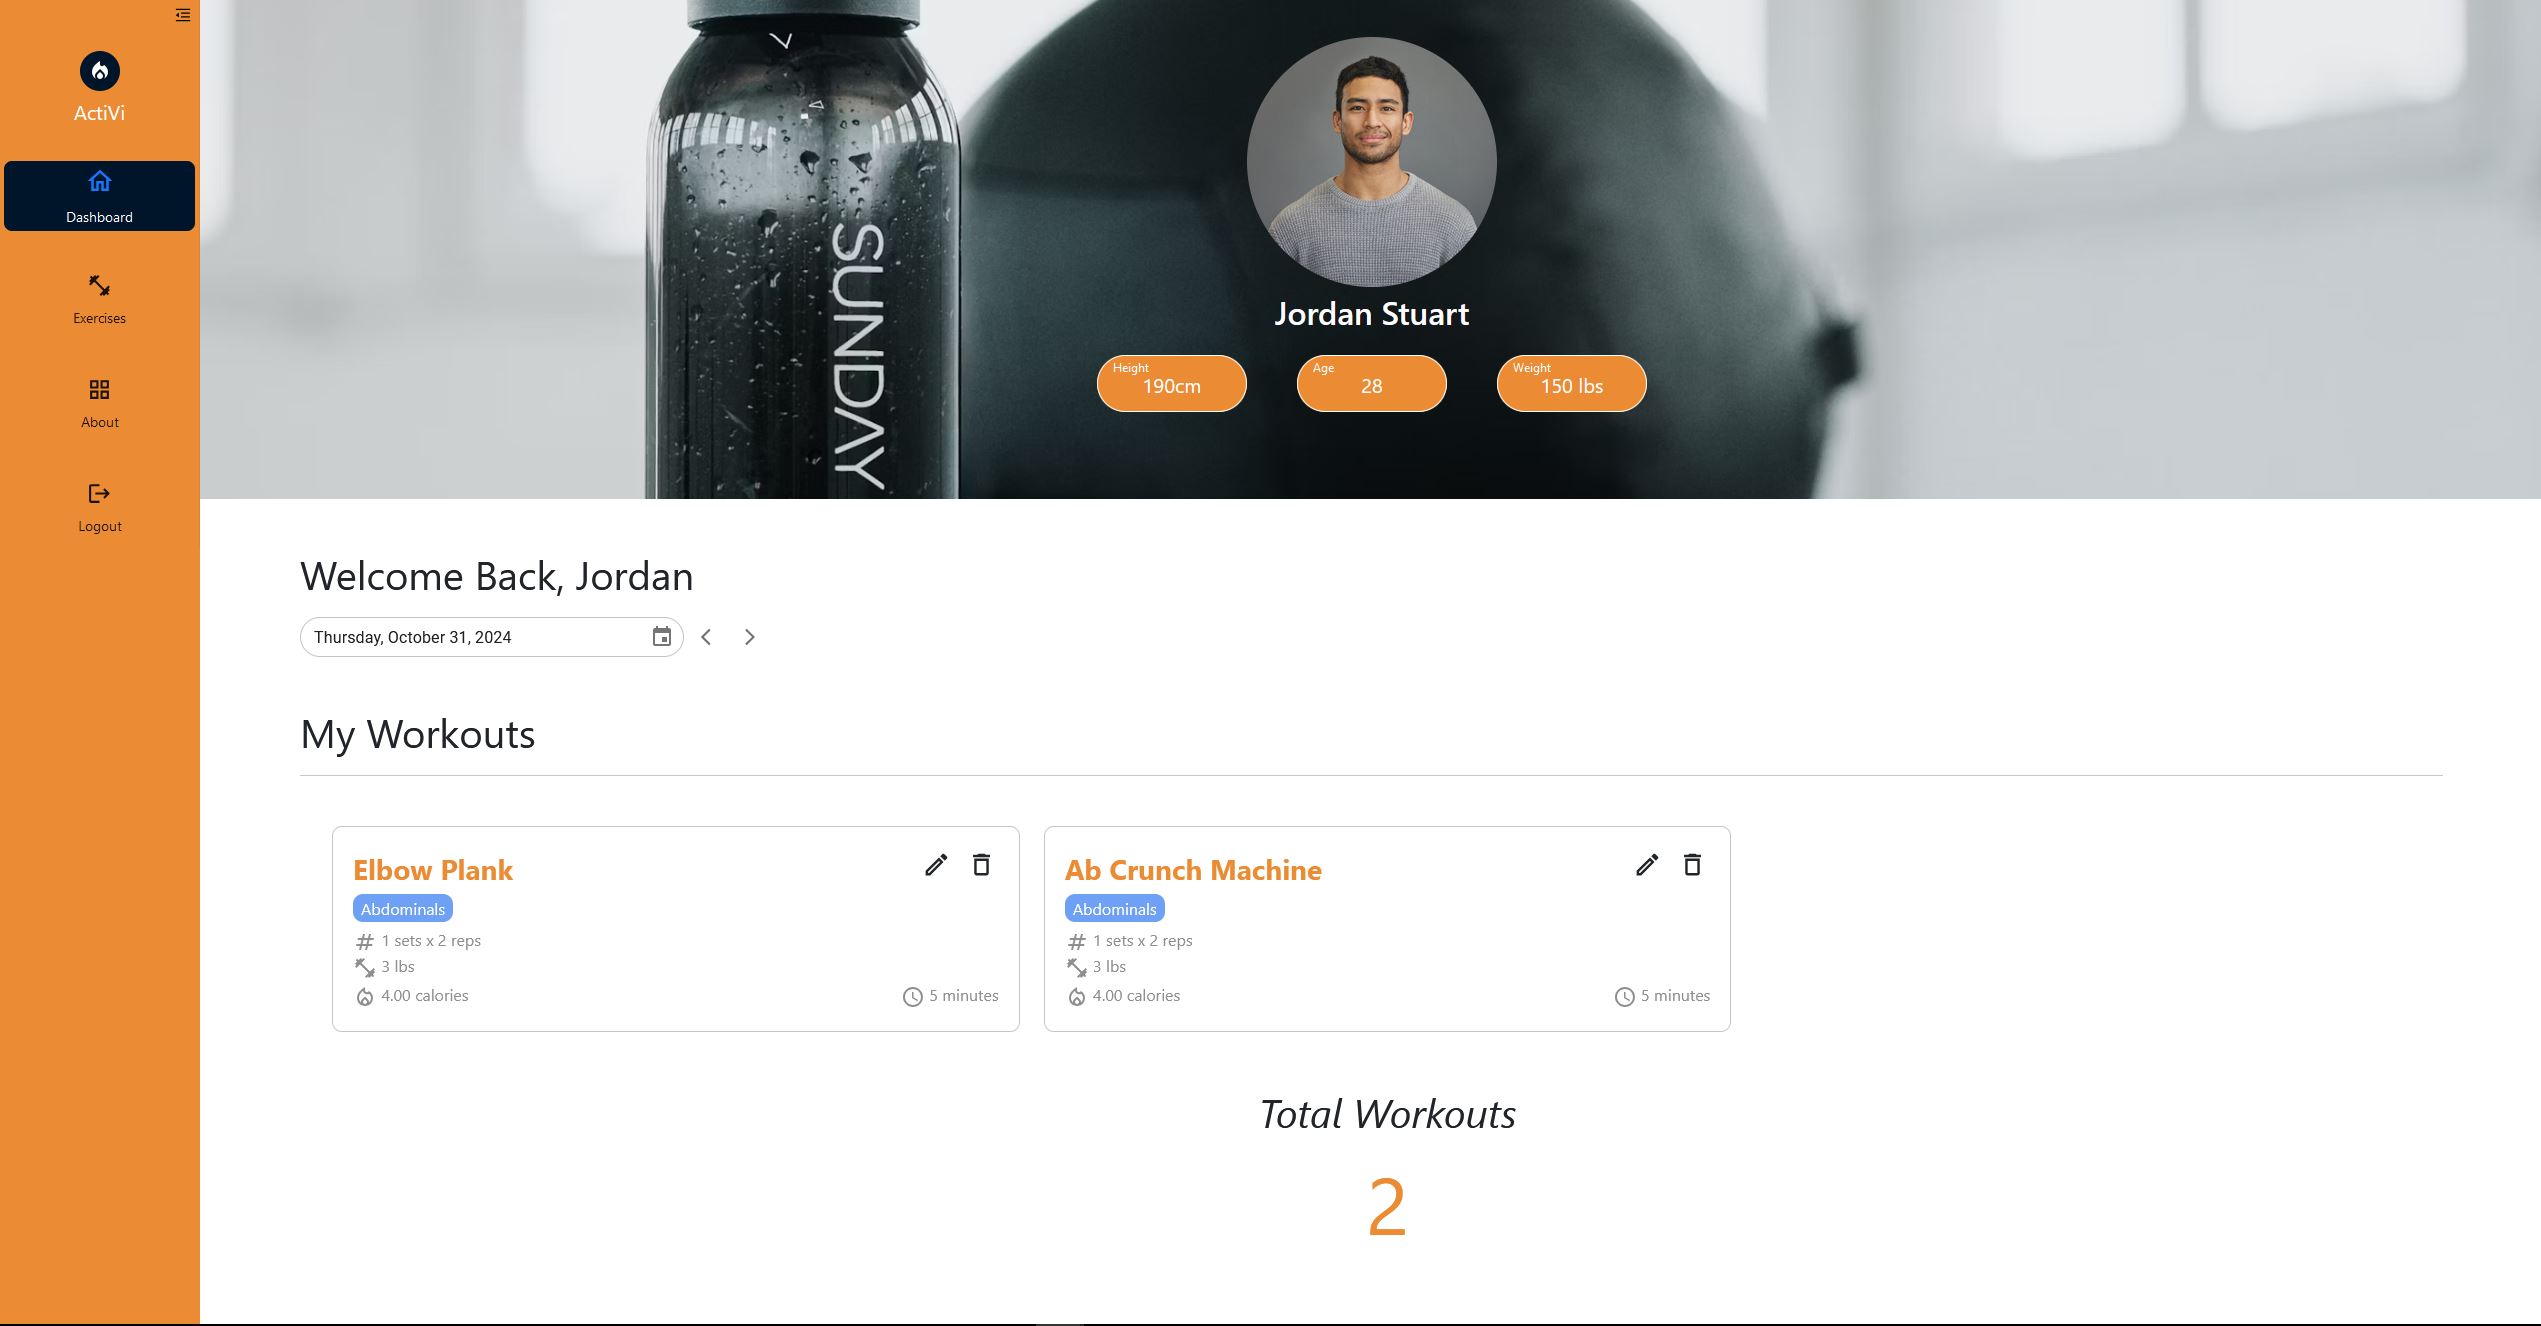 ActiVi
Dashboard
Exercises
About
Logout
SUNDAY
Jordan Stuart
Height
190cm
Age
28
Weight
150 lbs
Welcome Back, Jordan
Thursday, October 31, 2024
My Workouts
Elbow Plank
Abdominals
# 1 sets x 2 reps
3 lbs
4.00 calories
5 minutes
Ab Crunch Machine
Abdominals
# 1 sets x 2 reps
3 lbs
4.00 calories
5 minutes
Total Workouts
2